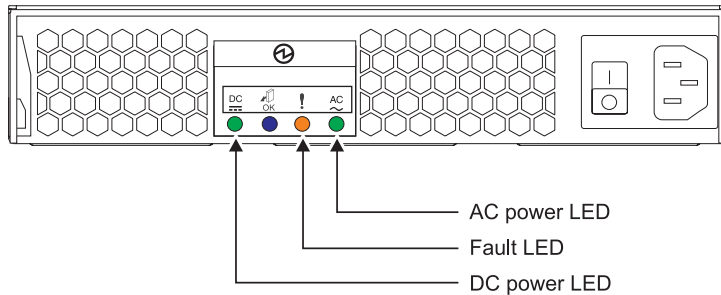 DC
OK
!
AC
AC power LED
Fault LED
DC power LED